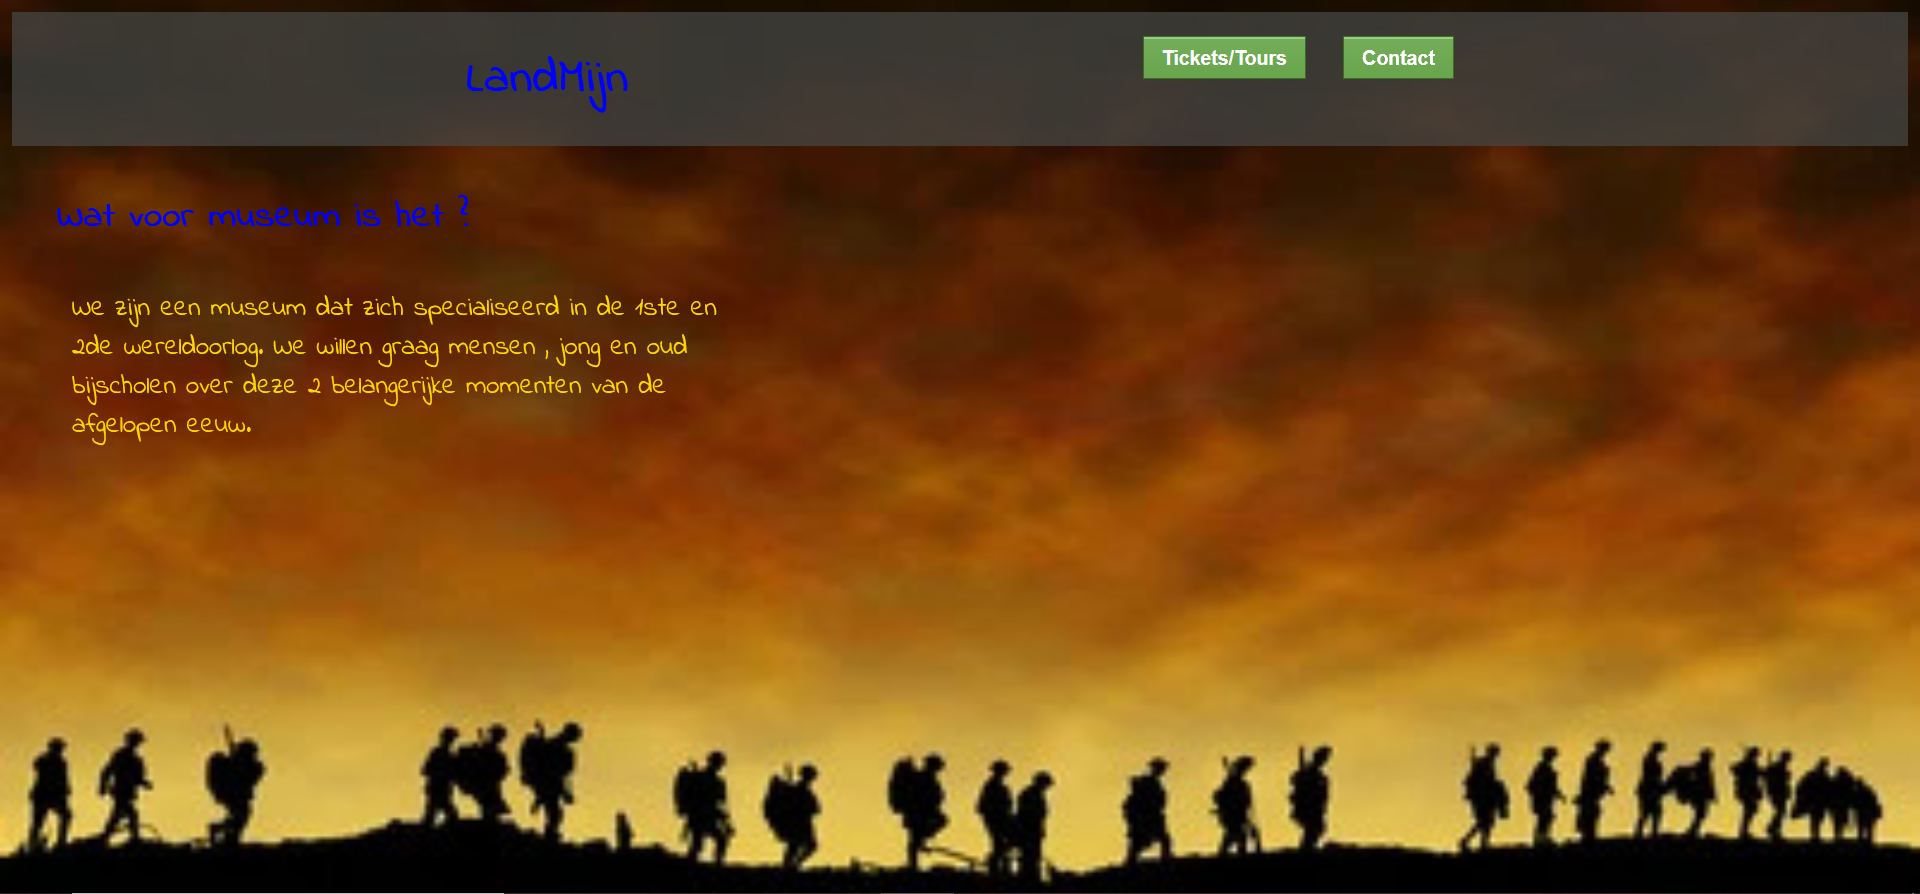 LandMijn
Tickets/Tours
Contact
Wat voor museum is het ?
We zijn een museum dat zich specialiseerd in de 1ste en
2de wereldoorlog. We willen graag mensen , jong en oud
bijscholen over deze 2 belangerijke momenten van de
afgelopen eeuw.